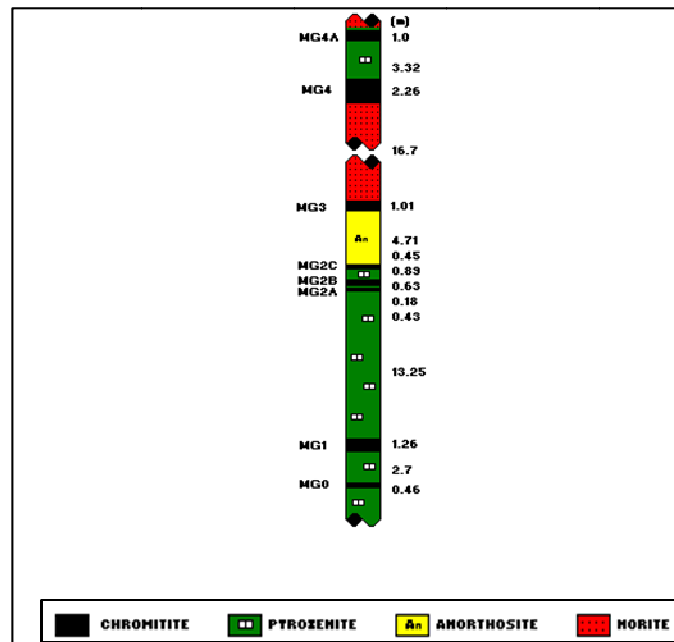 (m)
MG4A 1.0
3.32
MG4 2.26
16.7
MG3 1.01
An 4.71
0.45
MG2C 0.89
MG2B 0.63
MG2A 0.18
0.43
13.25
MG1 1.26
2.7
MG0 0.46
CHROMITITE PTROXENITE An ANORTHOSITE NORITE